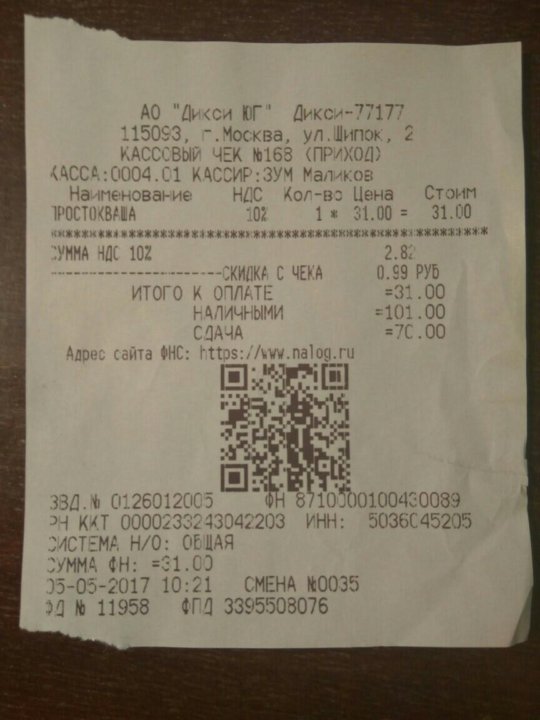 АО "Дикси ЮГ" Дикси-77177
115093, г.Москва, ул.Щипок, 2
КАССОВЫЙ ЧЕК №168 (ПРИХОД)
КАССА:0004.01 КАССИР:ЗУМ Маликов
Наименование НДС Кол-во Цена Стоим
ПРОСТОКВАША 10% 1 * 31.00 = 31.00
************************************************
СУММА НДС 10% 2.82
-----------------------СКИДКА С ЧЕКА 0.99 РУБ
ИТОГО К ОПЛАТЕ =31.00
НАЛИЧНЫМИ =101.00
СДАЧА =70.00
Адрес сайта ФНС: https://www.nalog.ru
ЗВД.№ 0126012005 ФН 8710000100430089
РН ККТ 0000233243042203 ИНН: 5036045205
СИСТЕМА Н/О: ОБЩАЯ
СУММА ФН: =31.00
05-05-2017 10:21 СМЕНА №0035
ФД № 11958 ФПД 3395508076